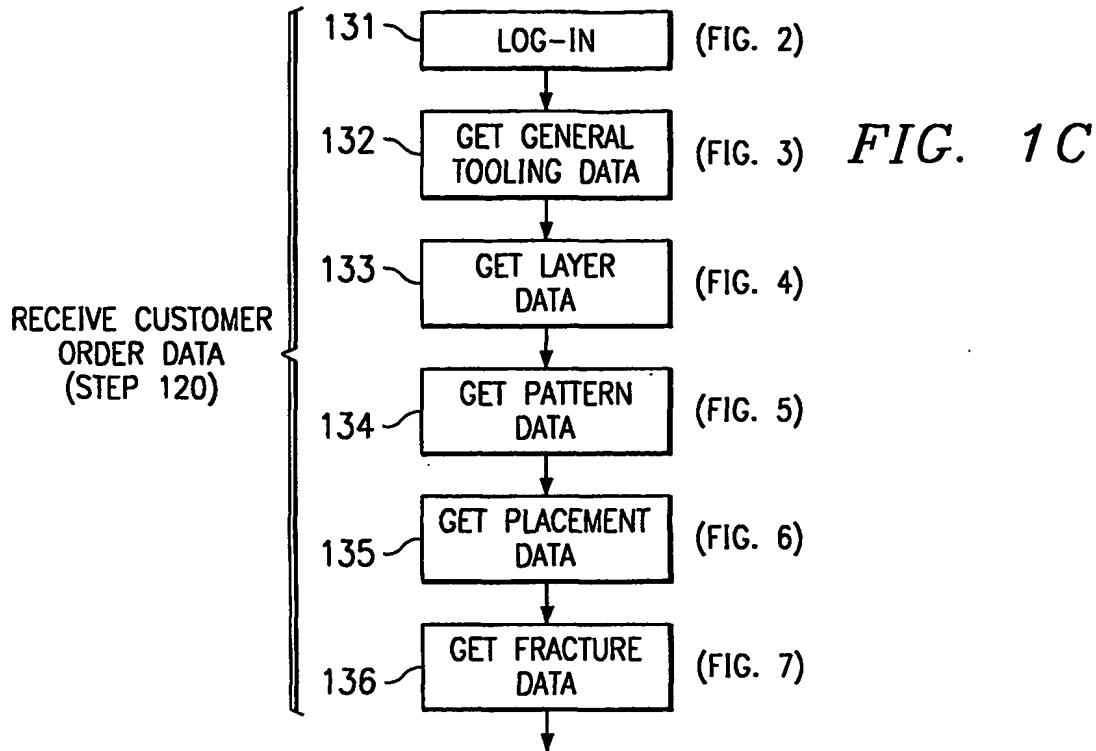 131
LOG-IN
(FIG. 2)
132
GET GENERAL
TOOLING DATA
(FIG. 3)
FIG. 1C
133
GET LAYER
DATA
(FIG. 4)
RECEIVE CUSTOMER
ORDER DATA
(STEP 120)
134
GET PATTERN
DATA
(FIG. 5)
135
GET PLACEMENT
DATA
(FIG. 6)
136
GET FRACTURE
DATA
(FIG. 7)